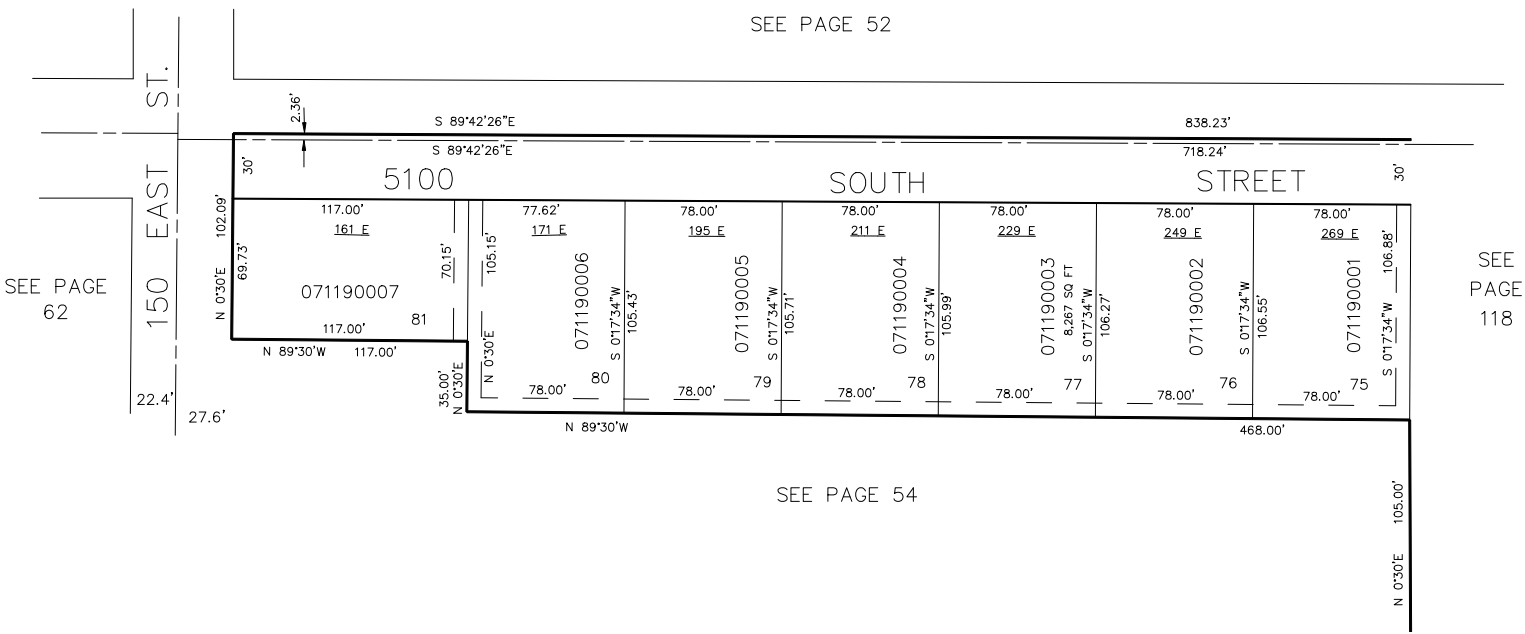 SEE PAGE 52
2.36'
S 89°42'26"E
838.23'
S 89°42'26"E
718.24'
30'
30'
5100 SOUTH STREET
150 EAST ST.
117.00'
161 E
77.62'
171 E
78.00'
195 E
78.00'
211 E
78.00'
229 E
78.00'
249 E
78.00'
269 E
102.09'
N 0°30'E
69.73'
70.15'
071190007
81
117.00'
N 89°30'W 117.00'
105.15'
N 0°30'E
071190006
80
78.00'
S 0°17'34"W
105.43'
071190005
79
78.00'
S 0°17'34"W
105.71'
071190004
78
78.00'
S 0°17'34"W
105.99'
071190003
8,267 SQ FT
77
78.00'
S 0°17'34"W
106.27'
071190002
76
78.00'
S 0°17'34"W
106.55'
071190001
75
78.00'
S 0°17'34"W
106.88'
SEE PAGE
62
SEE
PAGE
118
35.00'
N 0°30'E
22.4'
27.6'
N 89°30'W
468.00'
SEE PAGE 54
105.00'
N 0°30'E